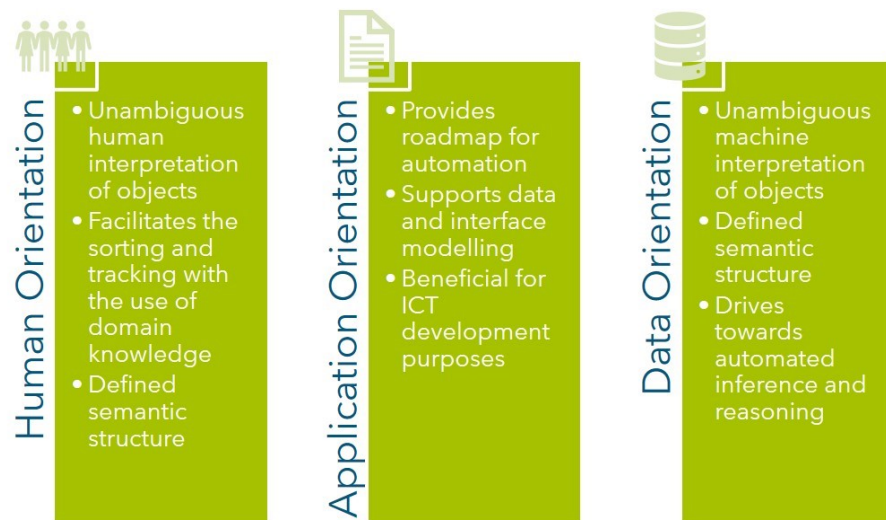 Human Orientation
• Unambiguous
human
interpretation
of objects
• Facilitates the
sorting and
tracking with
the use of
domain
knowledge
• Defined
semantic
structure
Application Orientation
• Provides
roadmap for
automation
• Supports data
and interface
modelling
• Beneficial for
ICT
development
purposes
Data Orientation
• Unambiguous
machine
interpretation
of objects
• Defined
semantic
structure
• Drives
towards
automated
inference and
reasoning